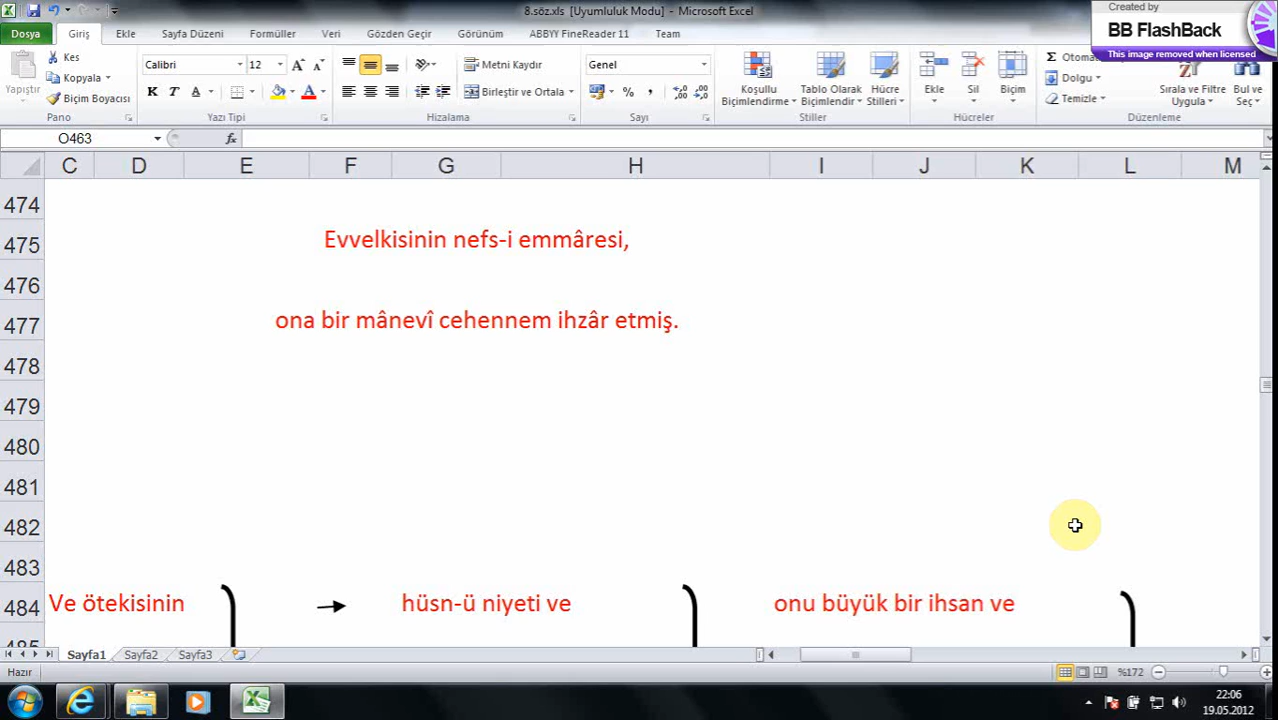 8.söz.xls [Uyumluluk Modu] - Microsoft Excel
Created by
BB FlashBack
This image removed when licensed
Dosya Giriş Ekle Sayfa Düzeni Formüller Veri Gözden Geçir Görünüm ABBYY FineReader 11 Team
Yapıştır
Kes
Kopyala
Biçim Boyacısı
Pano
Calibri 12
K T A
Yazı Tipi
Metni Kaydır
Birleştir ve Ortala
Hizalama
Genel
Sayı
Koşullu Biçimlendirme
Tablo Olarak Biçimlendir
Hücre Stilleri
Stiller
Ekle Sil Biçim
Hücreler
Σ Otoma
Dolgu
Temizle
Sırala ve Filtre Uygula
Bul ve Seç
Düzenleme
O463 fx
C D E F G H I J K L M
474
475 Evvelkisinin nefs-i emmâresi,
476
477 ona bir mânevî cehennem ihzâr etmiş.
478
479
480
481
482
483
484 Ve ötekisinin hüsn-ü niyeti ve onu büyük bir ihsan ve
485
Sayfa1 Sayfa2 Sayfa3
Hazır %172
22:06
19.05.2012